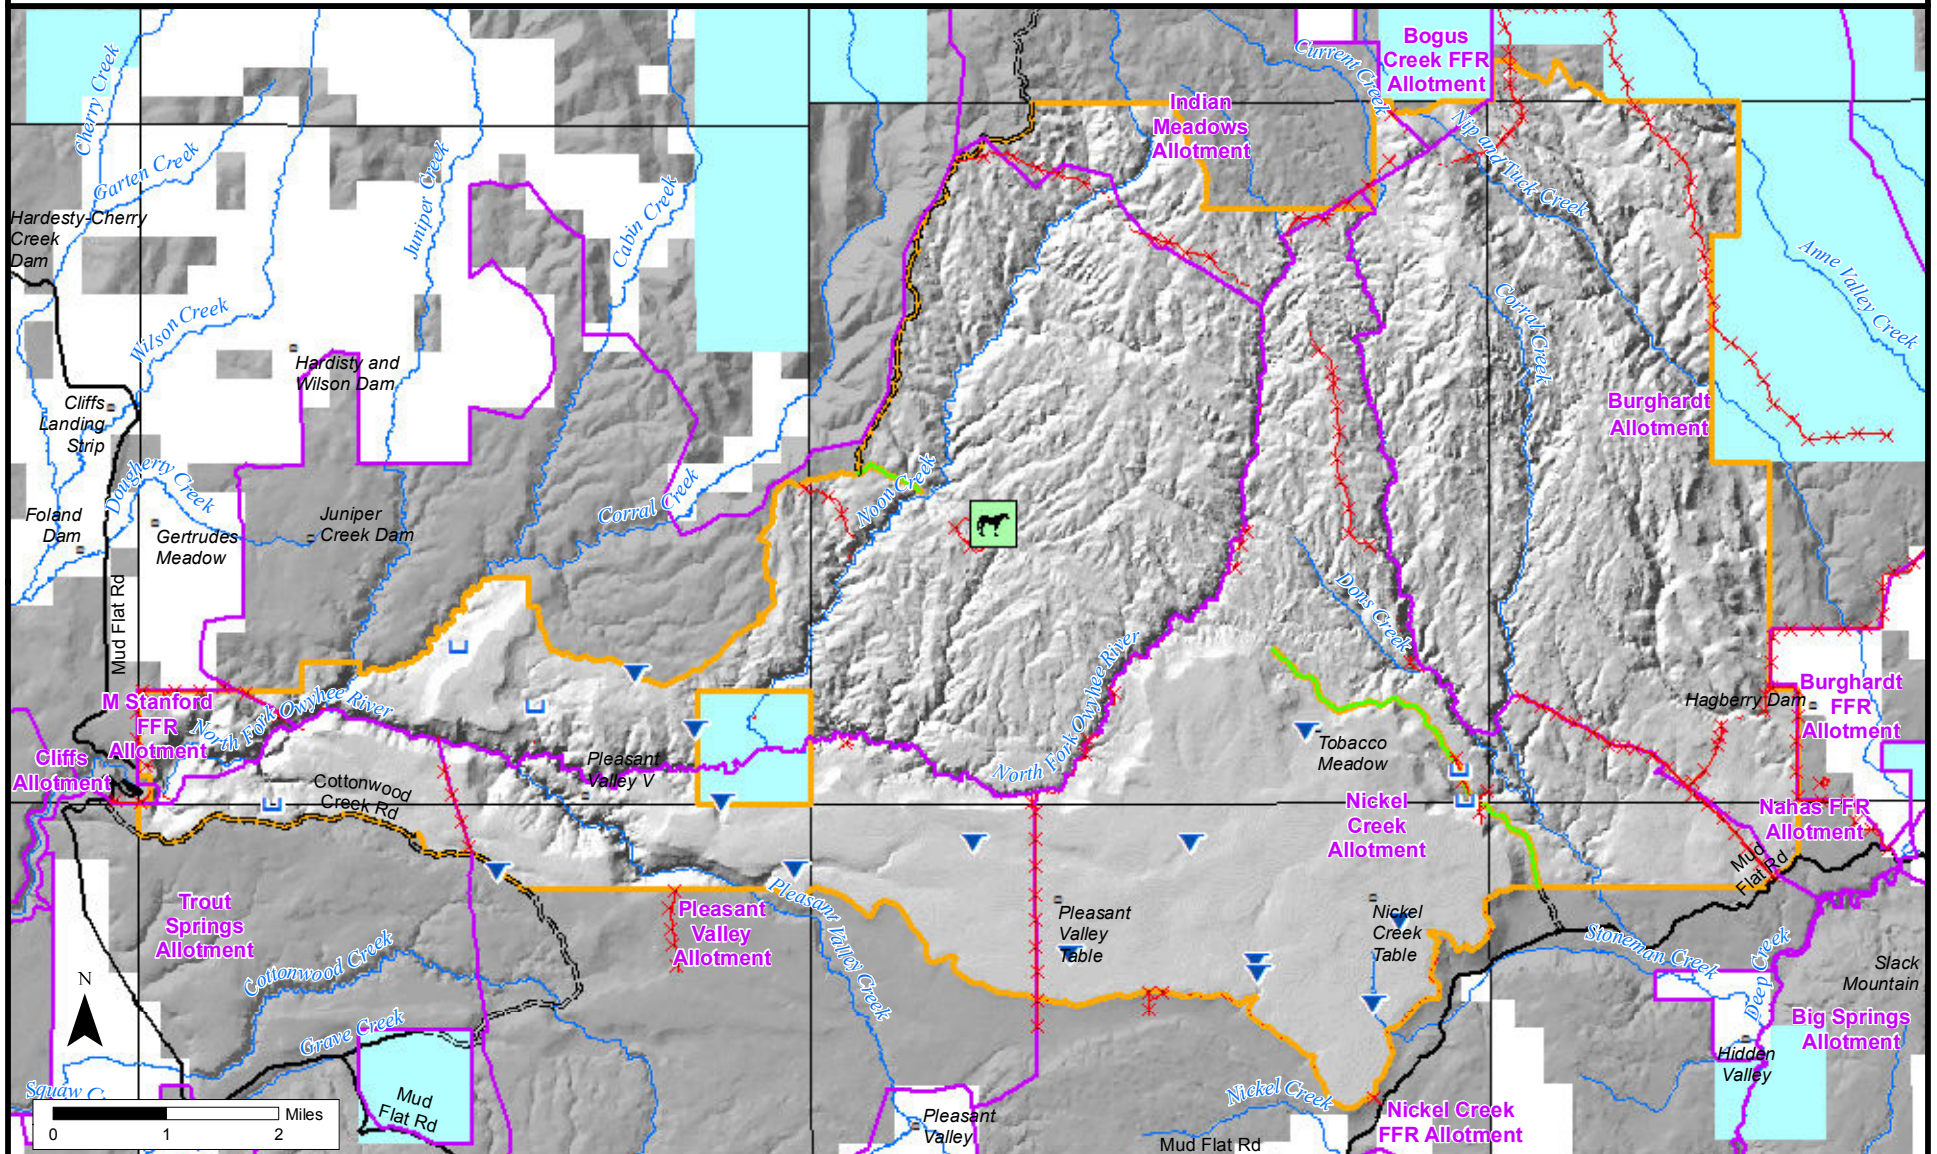 Cherry Creek
Garten Creek
Hardesty-Cherry
Creek
Dam
Wilson Creek
Juniper Creek
Cabin Creek
Hardisty and
Wilson Dam
Cliffs
Landing
Strip
Dougherty Creek
Foland
Dam
Gertrudes
Meadow
Juniper
Creek Dam
Corral Creek
Noon Creek
Mud Flat Rd
Current Creek
Bogus
Creek FFR
Allotment
Indian
Meadows
Allotment
Nip and Tuck Creek
Anne Valley Creek
Corral Creek
Burghardt
Allotment
Dons Creek
M Stanford
FFR
Allotment
North Fork Owyhee River
Cliffs
Allotment
Cottonwood
Creek Rd
Pleasant
Valley V
North Fork Owyhee River
Tobacco
Meadow
Hagberry Dam
Burghardt
FFR
Allotment
Nickel
Creek
Allotment
Nahas FFR
Allotment
Mud
Flat Rd
Trout
Springs
Allotment
Pleasant
Valley
Allotment
Pleasant Valley Creek
Pleasant
Valley
Table
Nickel
Creek
Table
Stoneman Creek
Deep Creek
Slack
Mountain
Big Springs
Allotment
Hidden
Valley
Cottonwood Creek
Grave Creek
N
Squaw C
Mud
Flat Rd
Miles
0 1 2
Pleasant
Valley
Nickel Creek
Mud Flat Rd
Nickel Creek
FFR Allotment